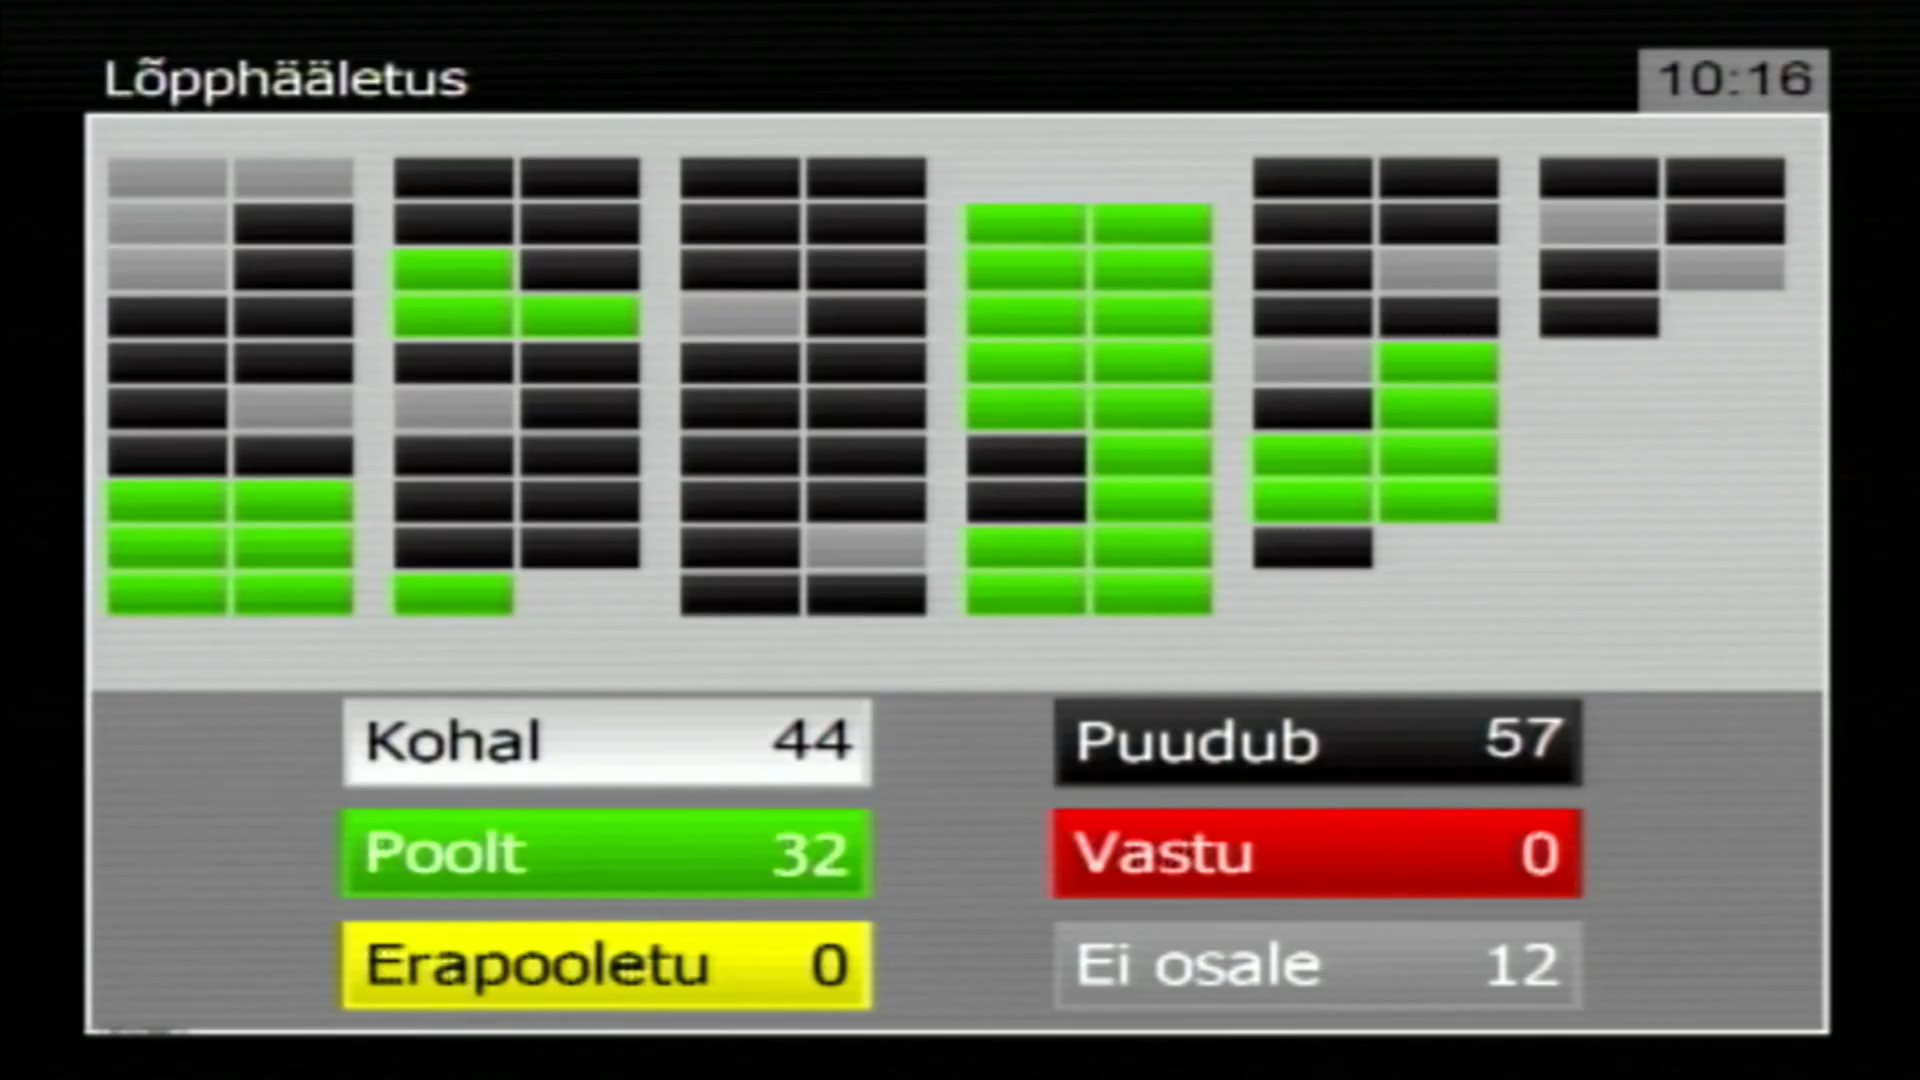 Lõpphääletus 10:16
Kohal 44 Puudub 57
Poolt 32 Vastu 0
Erapooletu 0 Ei osale 12